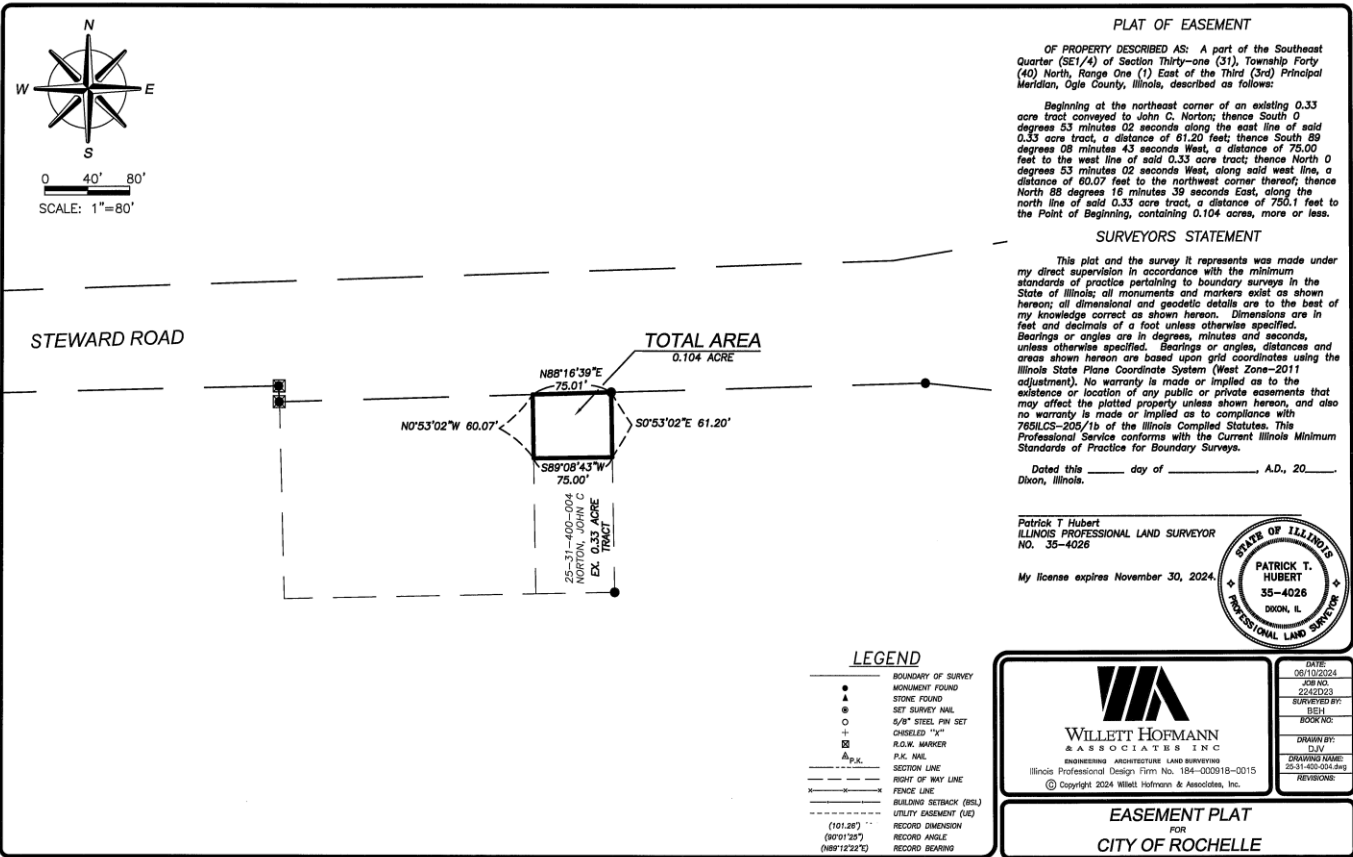 N
W
E
S
0 40' 80'
SCALE: 1"=80'
STEWARD ROAD
TOTAL AREA
0.104 ACRE
N88°16'39"E
75.01'
N0°53'02"W 60.07'
S0°53'02"E 61.20'
S89°08'43"W
75.00'
25-31-400-004
NORTON, JOHN C
EX. 0.33 ACRE
TRACT
PLAT OF EASEMENT
OF PROPERTY DESCRIBED AS: A part of the Southeast
Quarter (SE1/4) of Section Thirty-one (31), Township Forty
(40) North, Range One (1) East of the Third (3rd) Principal
Meridian, Ogle County, Illinois, described as follows:
Beginning at the northeast corner of an existing 0.33
acre tract conveyed to John C. Norton; thence South 0
degrees 53 minutes 02 seconds along the east line of said
0.33 acre tract, a distance of 61.20 feet; thence South 89
degrees 08 minutes 43 seconds West, a distance of 75.00
feet to the west line of said 0.33 acre tract; thence North 0
degrees 53 minutes 02 seconds West, along said west line, a
distance of 60.07 feet to the northwest corner thereof; thence
North 88 degrees 16 minutes 39 seconds East, along the
north line of said 0.33 acre tract, a distance of 750.1 feet to
the Point of Beginning, containing 0.104 acres, more or less.
SURVEYORS STATEMENT
This plat and the survey it represents was made under
my direct supervision in accordance with the minimum
standards of practice pertaining to boundary surveys in the
State of Illinois; all monuments and markers exist as shown
hereon; all dimensional and geodetic details are to the best of
my knowledge correct as shown hereon. Dimensions are in
feet and decimals of a foot unless otherwise specified.
Bearings or angles are in degrees, minutes and seconds,
unless otherwise specified. Bearings or angles, distances and
areas shown hereon are based upon grid coordinates using the
Illinois State Plane Coordinate System (West Zone-2011
adjustment). No warranty is made or implied as to the
existence or location of any public or private easements that
may affect the platted property unless shown hereon, and also
no warranty is made or implied as to compliance with
765ILCS-205/1b of the Illinois Compiled Statutes. This
Professional Service conforms with the Current Illinois Minimum
Standards of Practice for Boundary Surveys.
Dated this ______ day of ______________, A.D., 20_____.
Dixon, Illinois.
Patrick T Hubert
ILLINOIS PROFESSIONAL LAND SURVEYOR
NO. 35-4026
My license expires November 30, 2024.
STATE OF ILLINOIS
PATRICK T.
HUBERT
35-4026
DIXON, IL
PROFESSIONAL LAND SURVEYOR
LEGEND
BOUNDARY OF SURVEY
MONUMENT FOUND
STONE FOUND
SET SURVEY NAIL
5/8" STEEL PIN SET
CHISELED "X"
R.O.W. MARKER
P.K. P.K. NAIL
SECTION LINE
RIGHT OF WAY LINE
FENCE LINE
BUILDING SETBACK (BSL)
UTILITY EASEMENT (UE)
(101.26') RECORD DIMENSION
(90°01'25") RECORD ANGLE
(N89°12'22"E) RECORD BEARING
WILLETT HOFMANN
& ASSOCIATES INC
ENGINEERING ARCHITECTURE LAND SURVEYING
Illinois Professional Design Firm No. 184-000918-0015
© Copyright 2024 Willett Hofmann & Associates, Inc.
DATE:
06/10/2024
JOB NO.
2242D23
SURVEYED BY:
BEH
BOOK NO:
DRAWN BY:
DJV
DRAWING NAME:
25-31-400-004.dwg
REVISIONS:
EASEMENT PLAT
FOR
CITY OF ROCHELLE